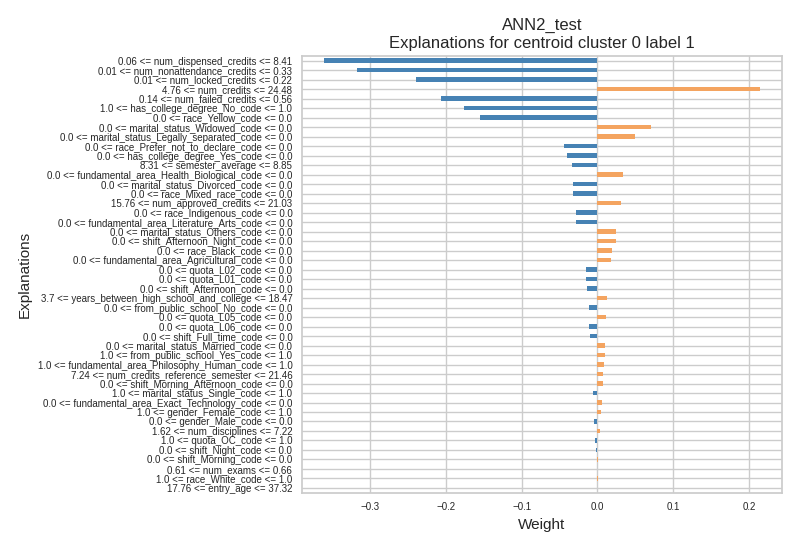 ANN2_test
Explanations for centroid cluster 0 label 1
0.06 <= num_dispensed_credits <= 8.41
0.01 <= num_nonattendance_credits <= 0.33
0.01 <= num_locked_credits <= 0.22
4.76 <= num_credits <= 24.48
0.14 <= num_failed_credits <= 0.56
1.0 <= has_college_degree_No_code <= 1.0
0.0 <= race_Yellow_code <= 0.0
0.0 <= marital_status_Widowed_code <= 0.0
0.0 <= marital_status_Legally_separated_code <= 0.0
0.0 <= race_Prefer_not_to_declare_code <= 0.0
0.0 <= has_college_degree_Yes_code <= 0.0
8.31 <= semester_average <= 8.85
0.0 <= fundamental_area_Health_Biological_code <= 0.0
0.0 <= marital_status_Divorced_code <= 0.0
0.0 <= race_Mixed_race_code <= 0.0
15.76 <= num_approved_credits <= 21.03
0.0 <= race_Indigenous_code <= 0.0
0.0 <= fundamental_area_Literature_Arts_code <= 0.0
0.0 <= marital_status_Others_code <= 0.0
0.0 <= shift_Afternoon_Night_code <= 0.0
0.0 <= race_Black_code <= 0.0
0.0 <= fundamental_area_Agricultural_code <= 0.0
0.0 <= quota_L02_code <= 0.0
0.0 <= quota_L01_code <= 0.0
0.0 <= shift_Afternoon_code <= 0.0
3.7 <= years_between_high_school_and_college <= 18.47
0.0 <= from_public_school_No_code <= 0.0
0.0 <= quota_L05_code <= 0.0
0.0 <= quota_L06_code <= 0.0
0.0 <= shift_Full_time_code <= 0.0
0.0 <= marital_status_Married_code <= 0.0
1.0 <= from_public_school_Yes_code <= 1.0
1.0 <= fundamental_area_Philosophy_Human_code <= 1.0
7.24 <= num_credits_reference_semester <= 21.46
0.0 <= shift_Morning_Afternoon_code <= 0.0
1.0 <= marital_status_Single_code <= 1.0
0.0 <= fundamental_area_Exact_Technology_code <= 0.0
1.0 <= gender_Female_code <= 1.0
0.0 <= gender_Male_code <= 0.0
1.62 <= num_disciplines <= 7.22
1.0 <= quota_OC_code <= 1.0
0.0 <= shift_Night_code <= 0.0
0.0 <= shift_Morning_code <= 0.0
0.61 <= num_exams <= 0.66
1.0 <= race_White_code <= 1.0
17.76 <= entry_age <= 37.32
Explanations
−0.3 −0.2 −0.1 0.0 0.1 0.2
Weight